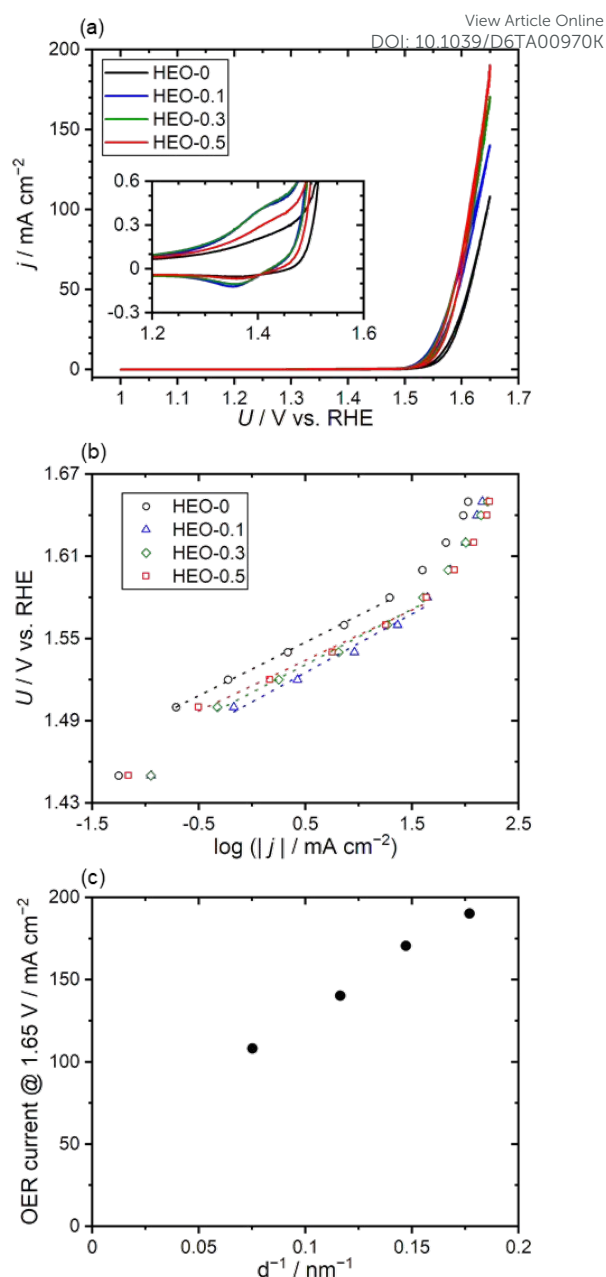 View Article Online
DOI: 10.1039/D6TA00970K
(a)
200
150
100
50
0
j / mA cm⁻²
HEO-0
HEO-0.1
HEO-0.3
HEO-0.5
0.6
0.3
0
-0.3
1.2 1.4 1.6
1 1.1 1.2 1.3 1.4 1.5 1.6 1.7
U / V vs. RHE
(b)
1.67
1.61
1.55
1.49
1.43
U / V vs. RHE
HEO-0
HEO-0.1
HEO-0.3
HEO-0.5
-1.5 -0.5 0.5 1.5 2.5
log (| j | / mA cm⁻²)
(c)
200
150
100
50
0
OER current @ 1.65 V / mA cm⁻²
0 0.05 0.1 0.15 0.2
d⁻¹ / nm⁻¹